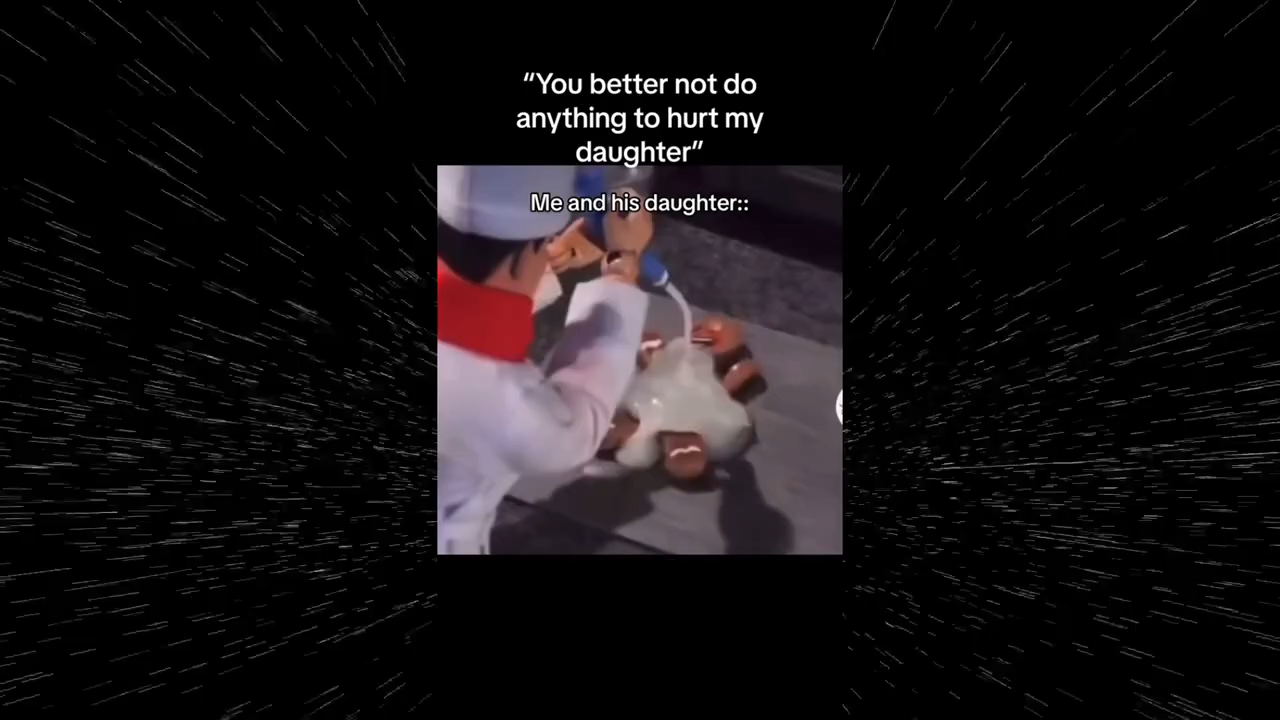 “You better not do
anything to hurt my
daughter”
Me and his daughter::